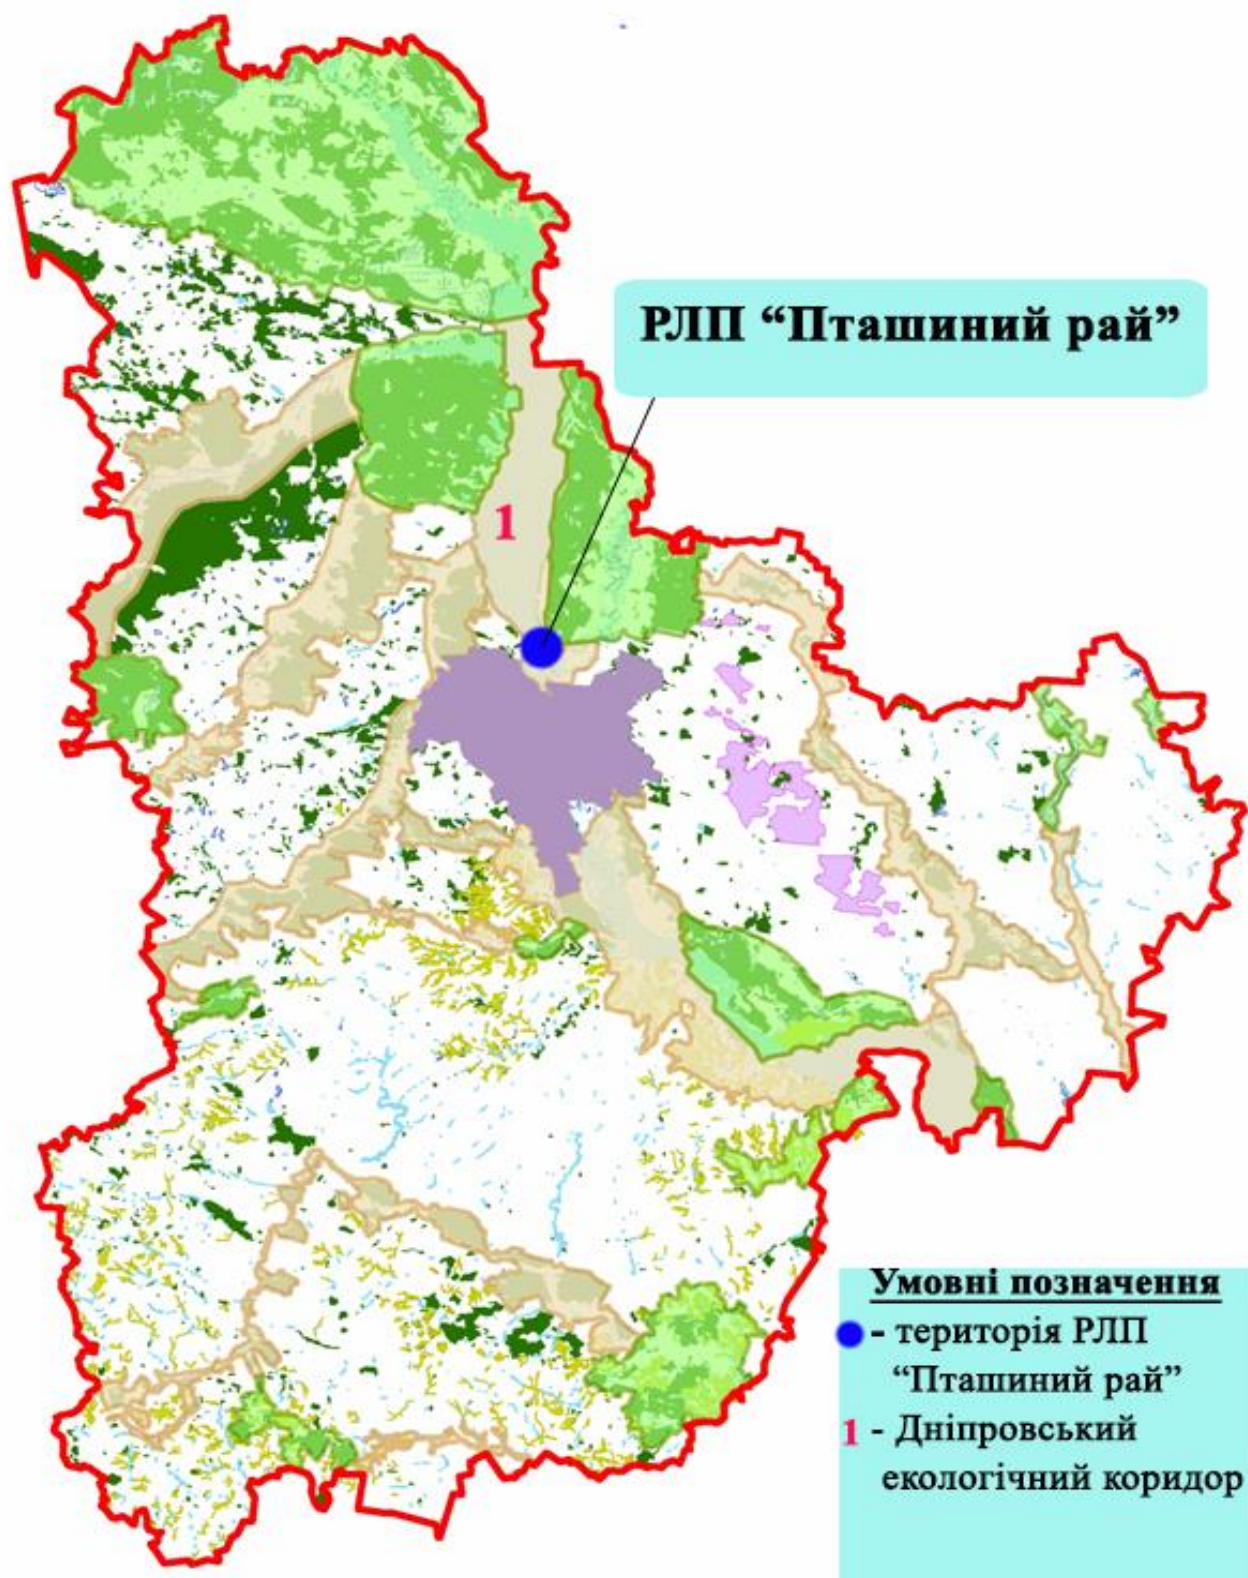 РЛП “Пташиний рай”
1
Умовні позначення
- територія РЛП
“Пташиний рай”
1 - Дніпровський
екологічний коридор